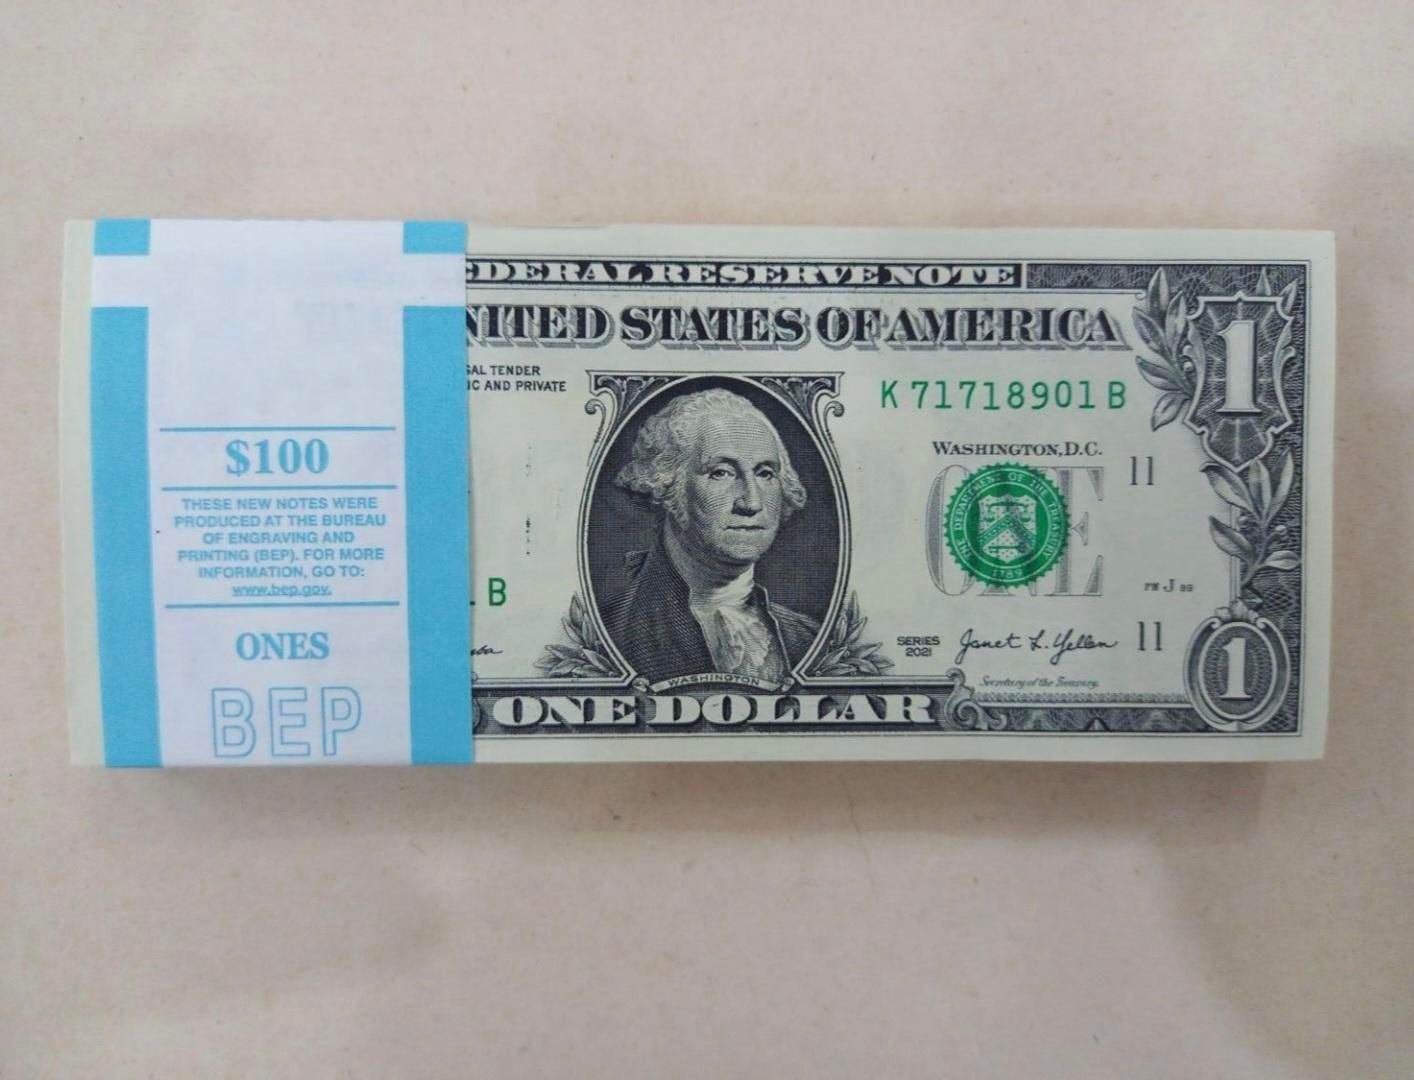 $100
THESE NEW NOTES WERE
PRODUCED AT THE BUREAU
OF ENGRAVING AND
PRINTING (BEP). FOR MORE
INFORMATION, GO TO:
www.bep.gov.
ONES
BEP
EDERAL RESERVE NOTE
NITED STATES OF AMERICA
GAL TENDER
IC AND PRIVATE
K 71718901 B
WASHINGTON, D.C.
11
ONE
THE DEPARTMENT OF THE TREASURY
1789
B
FW J 89
SERIES
2021
Janet L. Yellen
11
Secretary of the Treasury.
WASHINGTON
ONE DOLLAR
1
1